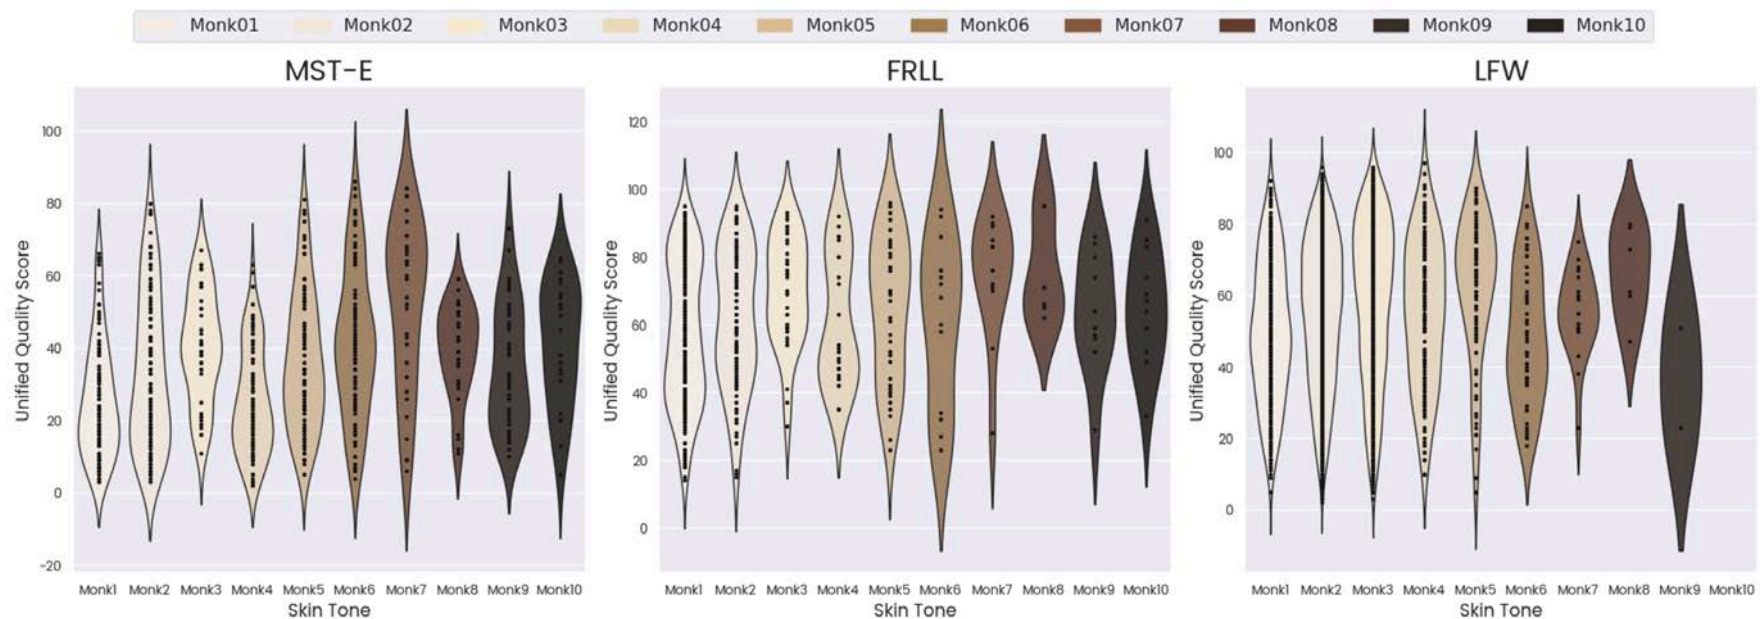 Monk01 Monk02 Monk03 Monk04 Monk05 Monk06 Monk07 Monk08 Monk09 Monk10
MST-E
Unified Quality Score
100
80
60
40
20
0
-20
Monk1 Monk2 Monk3 Monk4 Monk5 Monk6 Monk7 Monk8 Monk9 Monk10
Skin Tone
FRLL
Unified Quality Score
120
100
80
60
40
20
0
Monk1 Monk2 Monk3 Monk4 Monk5 Monk6 Monk7 Monk8 Monk9 Monk10
Skin Tone
LFW
Unified Quality Score
100
80
60
40
20
0
Monk1 Monk2 Monk3 Monk4 Monk5 Monk6 Monk7 Monk8 Monk9 Monk10
Skin Tone